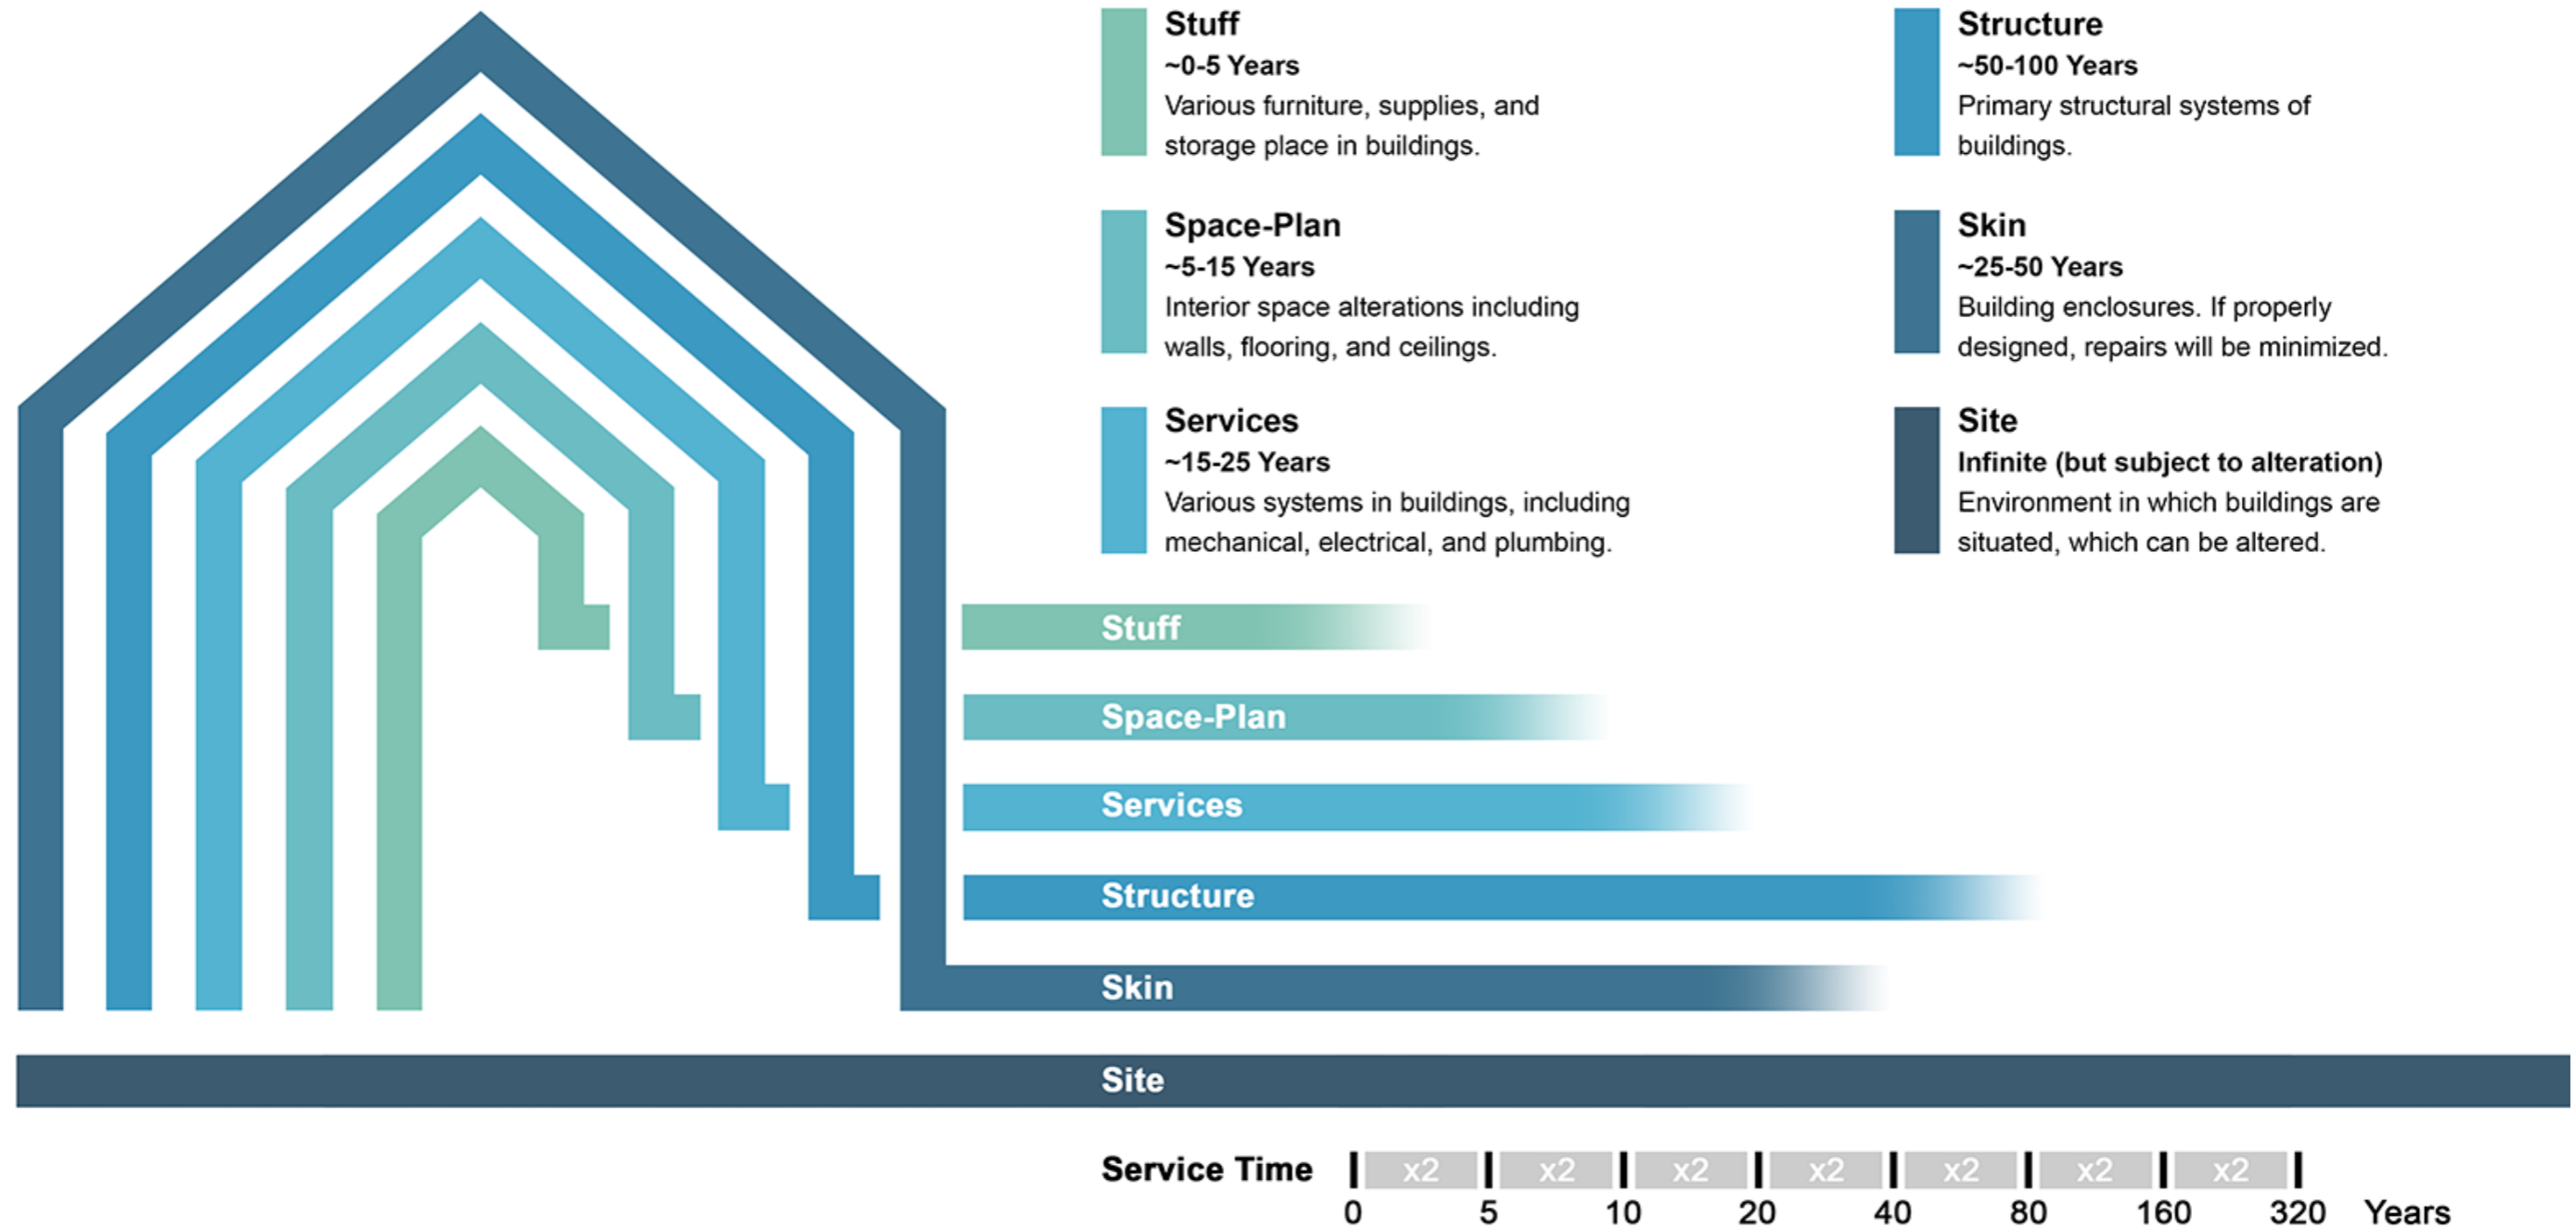 Stuff
~0-5 Years
Various furniture, supplies, and
storage place in buildings.
Space-Plan
~5-15 Years
Interior space alterations including
walls, flooring, and ceilings.
Services
~15-25 Years
Various systems in buildings, including
mechanical, electrical, and plumbing.
Structure
~50-100 Years
Primary structural systems of
buildings.
Skin
~25-50 Years
Building enclosures. If properly
designed, repairs will be minimized.
Site
Infinite (but subject to alteration)
Environment in which buildings are
situated, which can be altered.
Stuff
Space-Plan
Services
Structure
Skin
Site
Service Time x2 x2 x2 x2 x2 x2 x2
0 5 10 20 40 80 160 320 Years